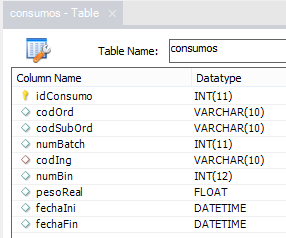 consumos - Table
Table Name: consumos
Column Name Datatype
idConsumo INT(11)
codOrd VARCHAR(10)
codSubOrd VARCHAR(10)
numBatch INT(11)
codIng VARCHAR(10)
numBin INT(12)
pesoReal FLOAT
fechaIni DATETIME
fechaFin DATETIME